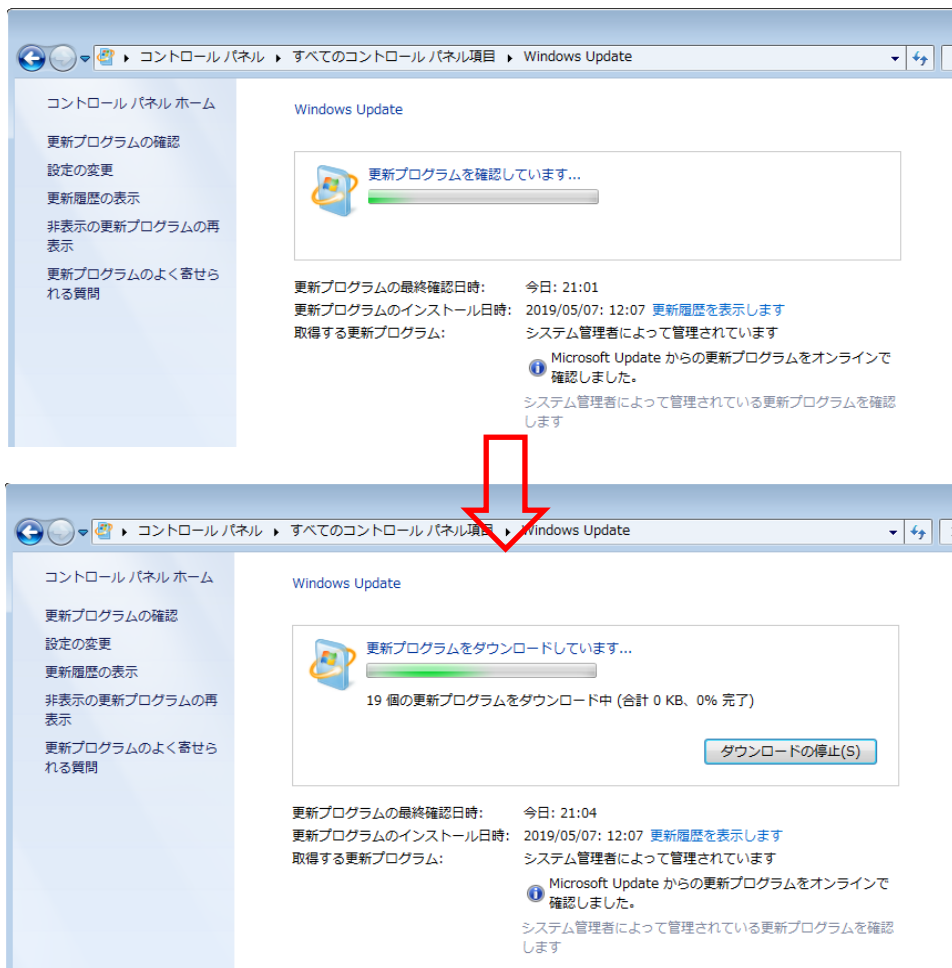 コントロール パネル ▸ すべてのコントロール パネル項目 ▸ Windows Update
コントロール パネル ホーム
更新プログラムの確認
設定の変更
更新履歴の表示
非表示の更新プログラムの再
表示
更新プログラムのよく寄せら
れる質問
Windows Update
更新プログラムを確認しています...
更新プログラムの最終確認日時: 今日: 21:01
更新プログラムのインストール日時: 2019/05/07: 12:07 更新履歴を表示します
取得する更新プログラム: システム管理者によって管理されています
Microsoft Update からの更新プログラムをオンラインで
確認しました。
システム管理者によって管理されている更新プログラムを確認
します
コントロール パネル ▸ すべてのコントロール パネル項目 ▸ Windows Update
コントロール パネル ホーム
更新プログラムの確認
設定の変更
更新履歴の表示
非表示の更新プログラムの再
表示
更新プログラムのよく寄せら
れる質問
Windows Update
更新プログラムをダウンロードしています...
19 個の更新プログラムをダウンロード中 (合計 0 KB、0% 完了)
ダウンロードの停止(S)
更新プログラムの最終確認日時: 今日: 21:04
更新プログラムのインストール日時: 2019/05/07: 12:07 更新履歴を表示します
取得する更新プログラム: システム管理者によって管理されています
Microsoft Update からの更新プログラムをオンラインで
確認しました。
システム管理者によって管理されている更新プログラムを確認
します